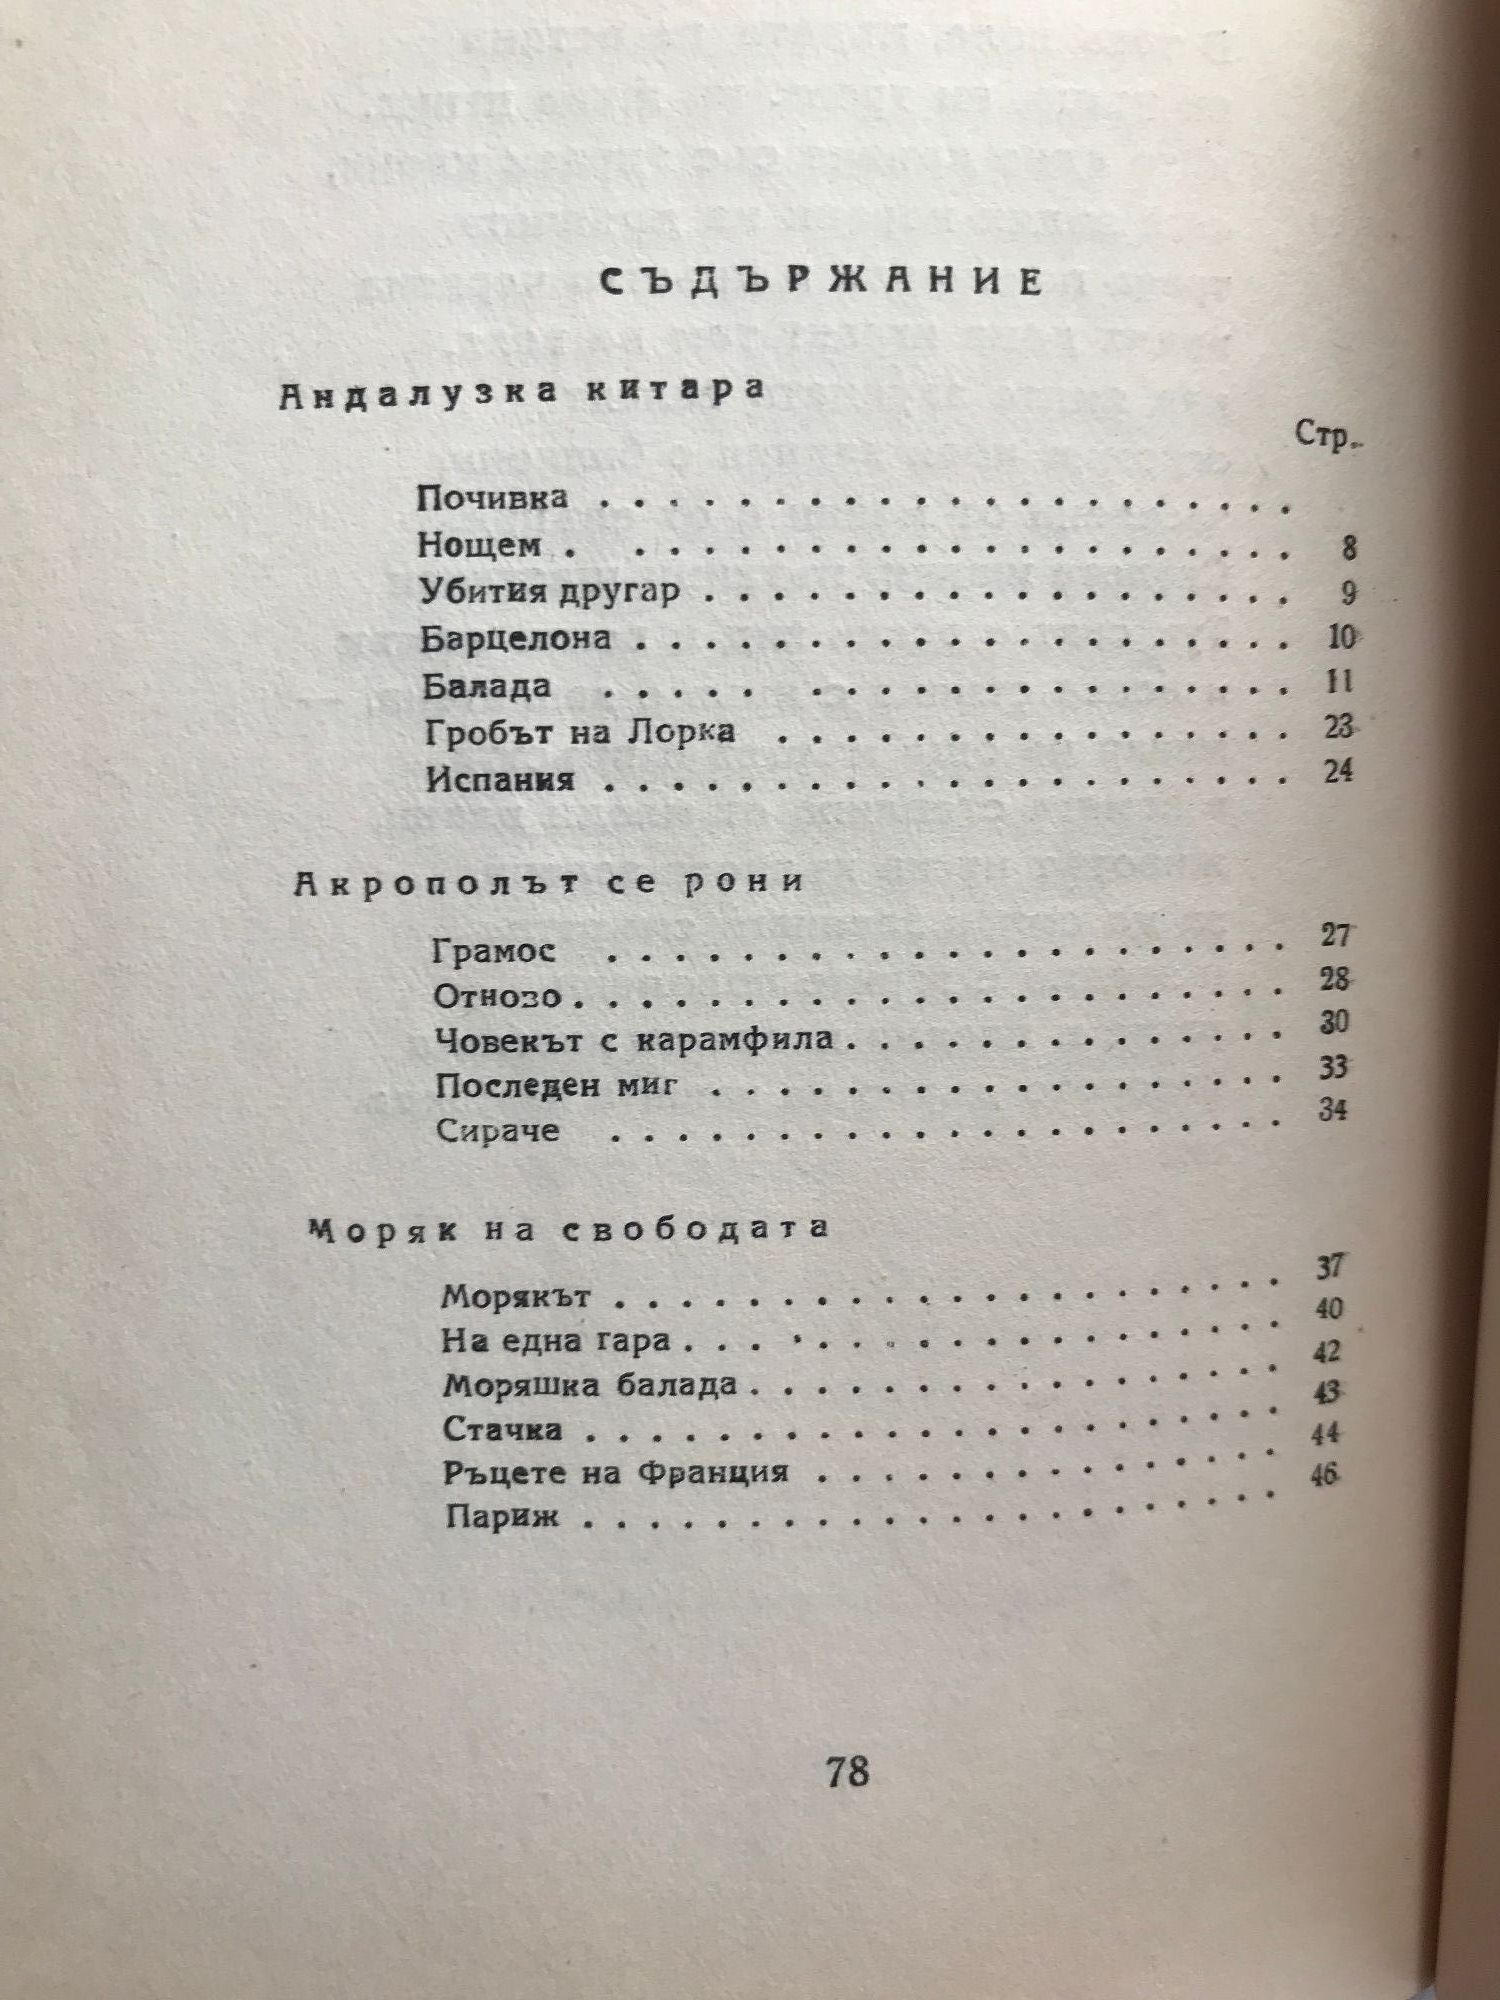 СЪДЪРЖАНИЕ
Андалузка китара
Стр.
Почивка . . . . . . . . . . . . . . . . . . . . .
Нощем . . . . . . . . . . . . . . . . . . . . . 8
Убития другар . . . . . . . . . . . . . . . . . . 9
Барцелона . . . . . . . . . . . . . . . . . . . . 10
Балада . . . . . . . . . . . . . . . . . . . . 11
Гробът на Лорка . . . . . . . . . . . . . . . . 23
Испания . . . . . . . . . . . . . . . . . . . . . 24
Акрополът се рони
Грамос . . . . . . . . . . . . . . . . . . . . . 27
Отново . . . . . . . . . . . . . . . . . . . . . . 28
Човекът с карамфила . . . . . . . . . . . . . . 30
Последен миг . . . . . . . . . . . . . . . . . . 33
Сираче . . . . . . . . . . . . . . . . . . . . . 34
Моряк на свободата
Морякът . . . . . . . . . . . . . . . . . . . . . 37
На една гара . . . . . . . . . . . . . . . . . . . 40
Моряшка балада . . . . . . . . . . . . . . . . . 42
Стачка . . . . . . . . . . . . . . . . . . . . . . 43
Ръцете на Франция . . . . . . . . . . . . . . . 44
Париж . . . . . . . . . . . . . . . . . . . . . . 46
78